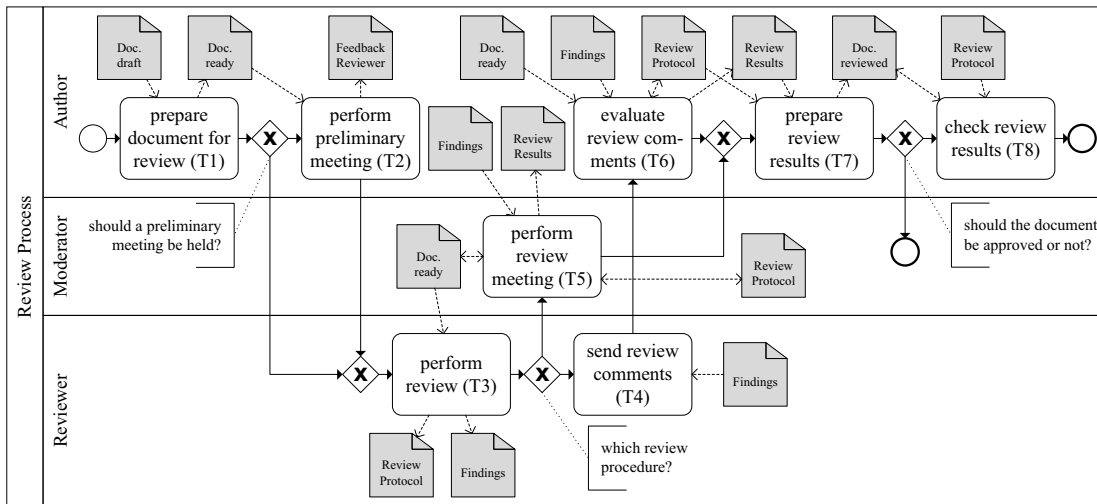 Review Process
Author
Doc.
draft
Doc.
ready
Feedback
Reviewer
Doc.
ready
Findings
Review
Protocol
Review
Results
Doc.
reviewed
Review
Protocol
prepare
document for
review (T1)
X
perform
preliminary
meeting (T2)
evaluate
review com-
ments (T6)
X
prepare
review
results (T7)
X
check review
results (T8)
Findings
Review
Results
Moderator
should a preliminary
meeting be held?
Doc.
ready
perform
review
meeting (T5)
Review
Protocol
should the document
be approved or not?
Reviewer
X
perform
review (T3)
X
send review
comments
(T4)
Findings
Review
Protocol
Findings
which review
procedure?